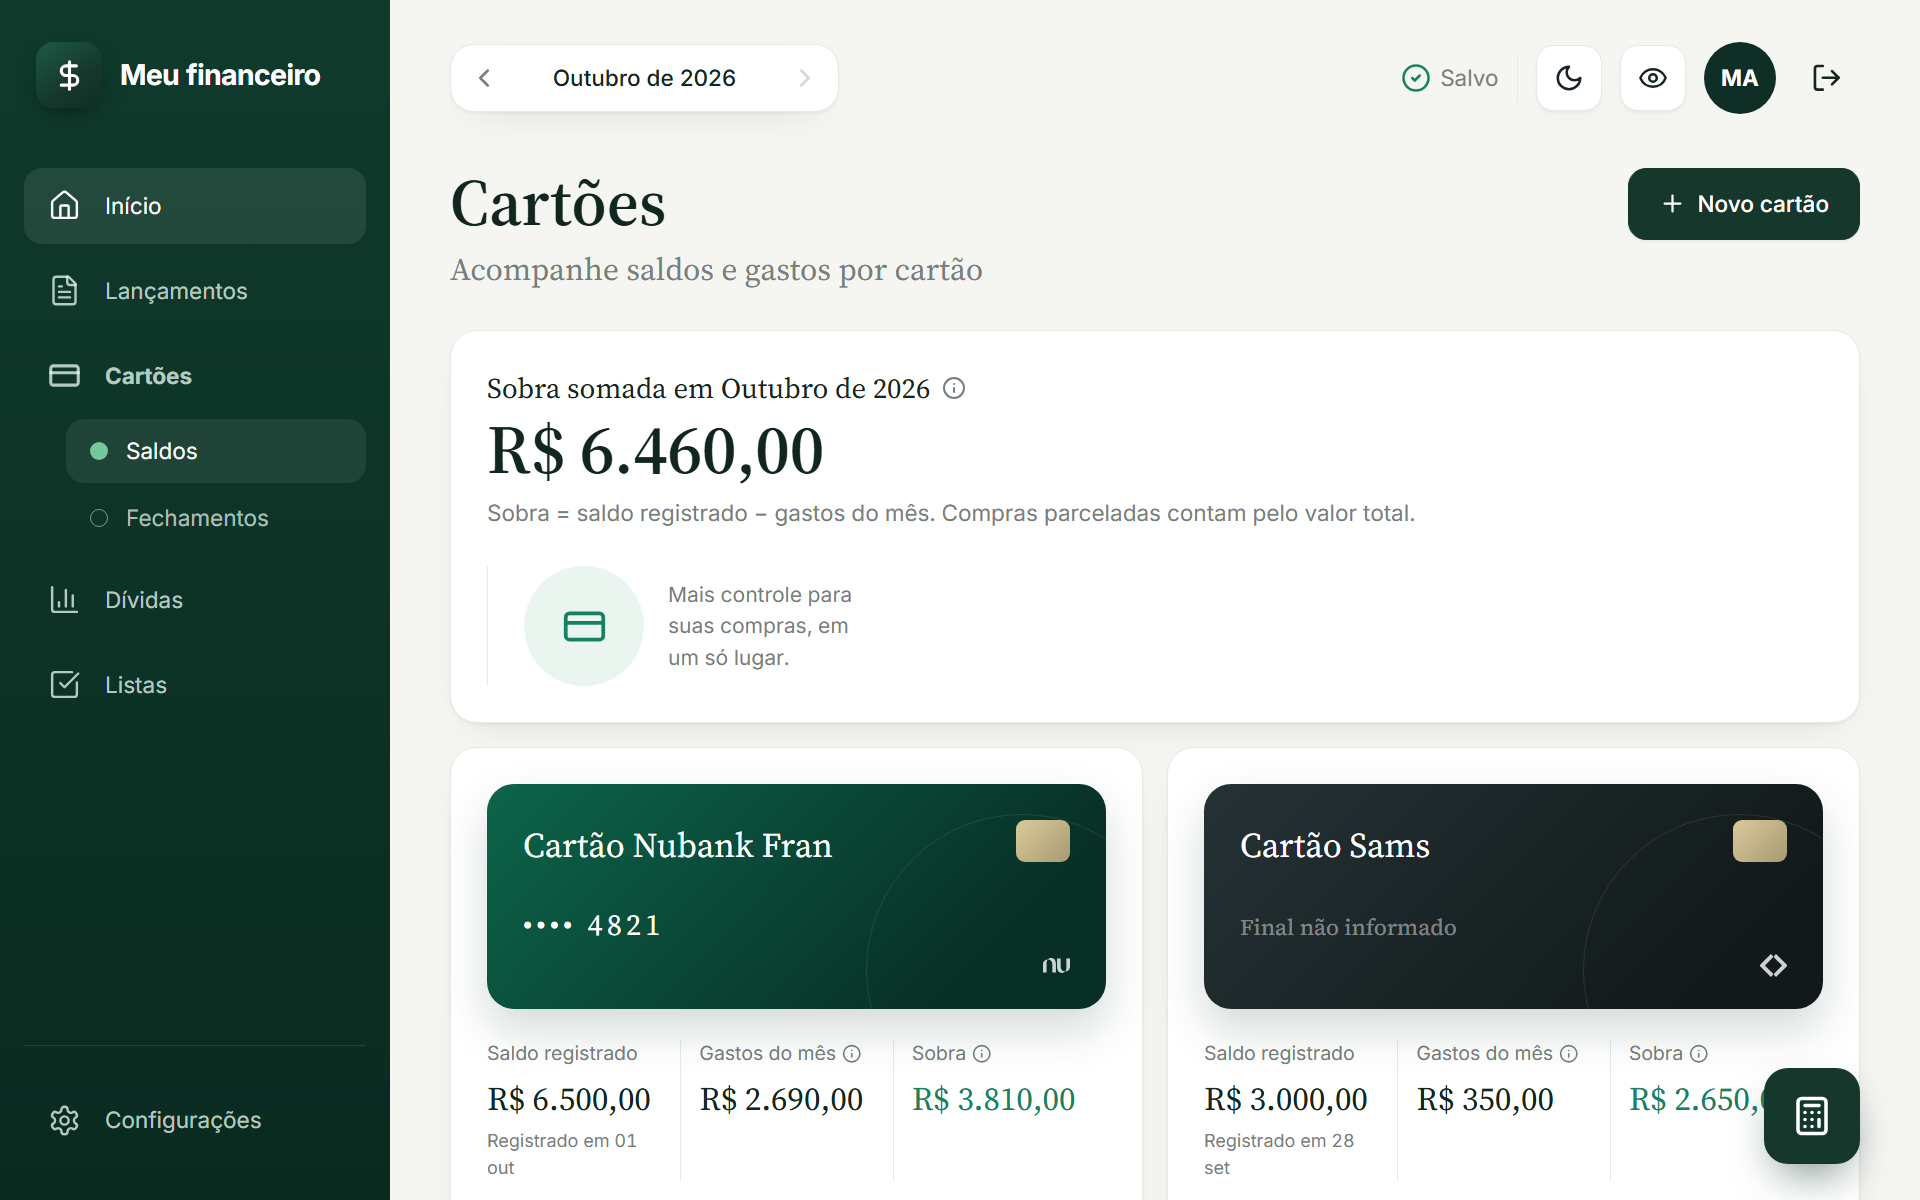 Meu financeiro
Início
Lançamentos
Cartões
Saldos
Fechamentos
Dívidas
Listas
Configurações
Outubro de 2026
Salvo
MA
Cartões
Acompanhe saldos e gastos por cartão
Novo cartão
Sobra somada em Outubro de 2026
R$ 6.460,00
Sobra = saldo registrado – gastos do mês. Compras parceladas contam pelo valor total.
Mais controle para
suas compras, em
um só lugar.
Cartão Nubank Fran
•••• 4821
nu
Saldo registrado
R$ 6.500,00
Registrado em 01
out
Gastos do mês
R$ 2.690,00
Sobra
R$ 3.810,00
Cartão Sams
Final não informado
Saldo registrado
R$ 3.000,00
Registrado em 28
set
Gastos do mês
R$ 350,00
Sobra
R$ 2.650,